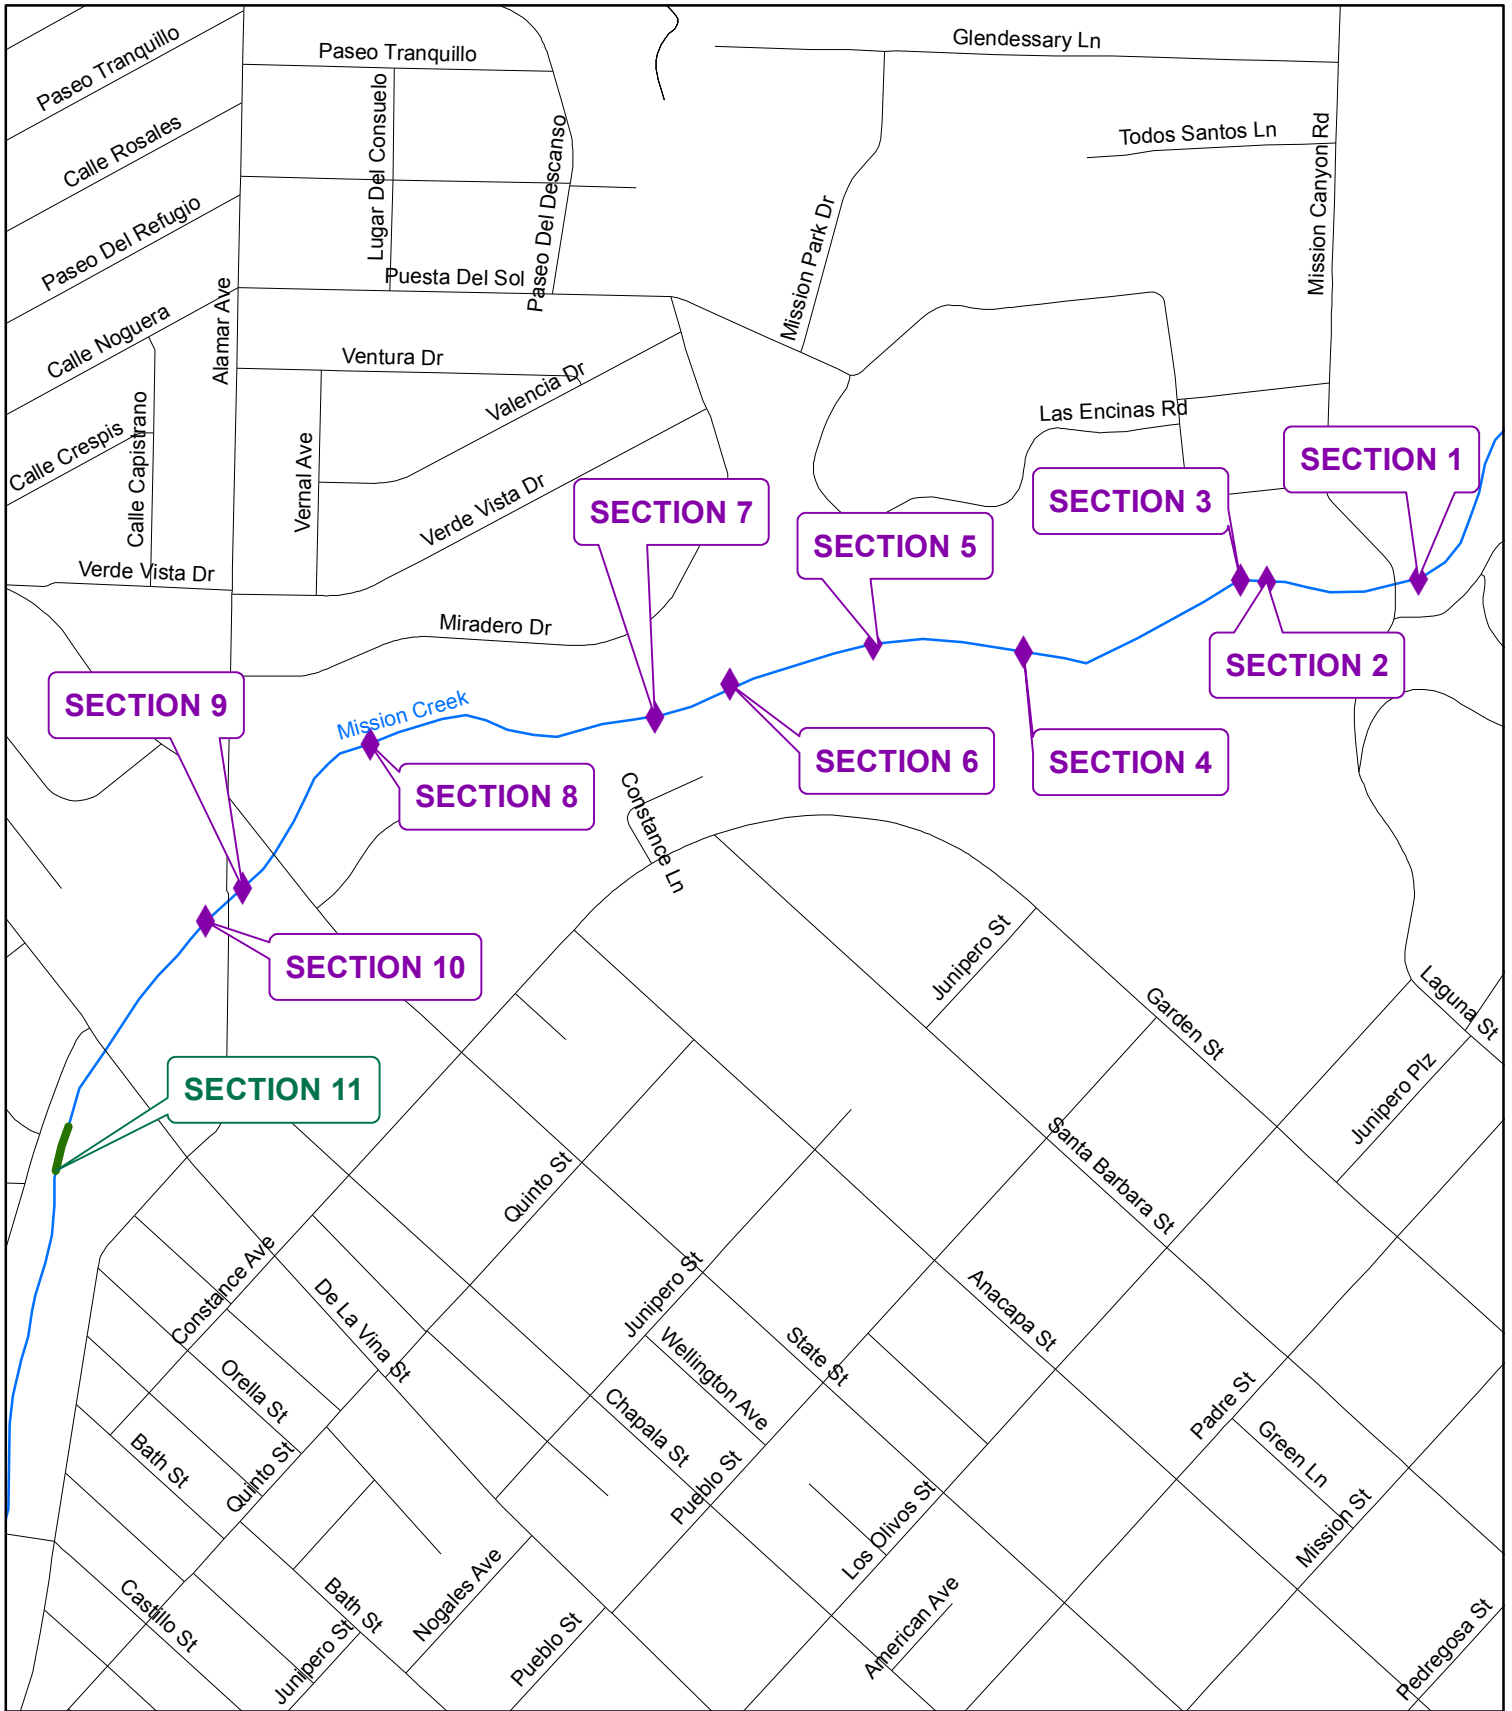 Glendessary Ln
Paseo Tranquillo
Paseo Tranquillo
Calle Rosales
Lugar Del Consuelo
Paseo Del Descanso
Todos Santos Ln
Mission Canyon Rd
Paseo Del Refugio
Mission Park Dr
Puesta Del Sol
Alamar Ave
Calle Noguera
Ventura Dr
Valencia Dr
Las Encinas Rd
Calle Crespis
Calle Capistrano
Vernal Ave
Verde Vista Dr
SECTION 1
SECTION 3
SECTION 7
SECTION 5
Verde Vista Dr
Miradero Dr
SECTION 2
SECTION 9
Mission Creek
SECTION 6
SECTION 4
SECTION 8
Constance Ln
SECTION 10
Junipero St
Garden St
Laguna St
Junipero Plz
SECTION 11
Santa Barbara St
Quinto St
Constance Ave
De La Vina St
Junipero St
Anacapa St
State St
Wellington Ave
Orella St
Chapala St
Padre St
Green Ln
Bath St
Quinto St
Pueblo St
Los Olivos St
Mission St
Castillo St
Bath St
Junipero St
Nogales Ave
Pueblo St
American Ave
Pedregosa St